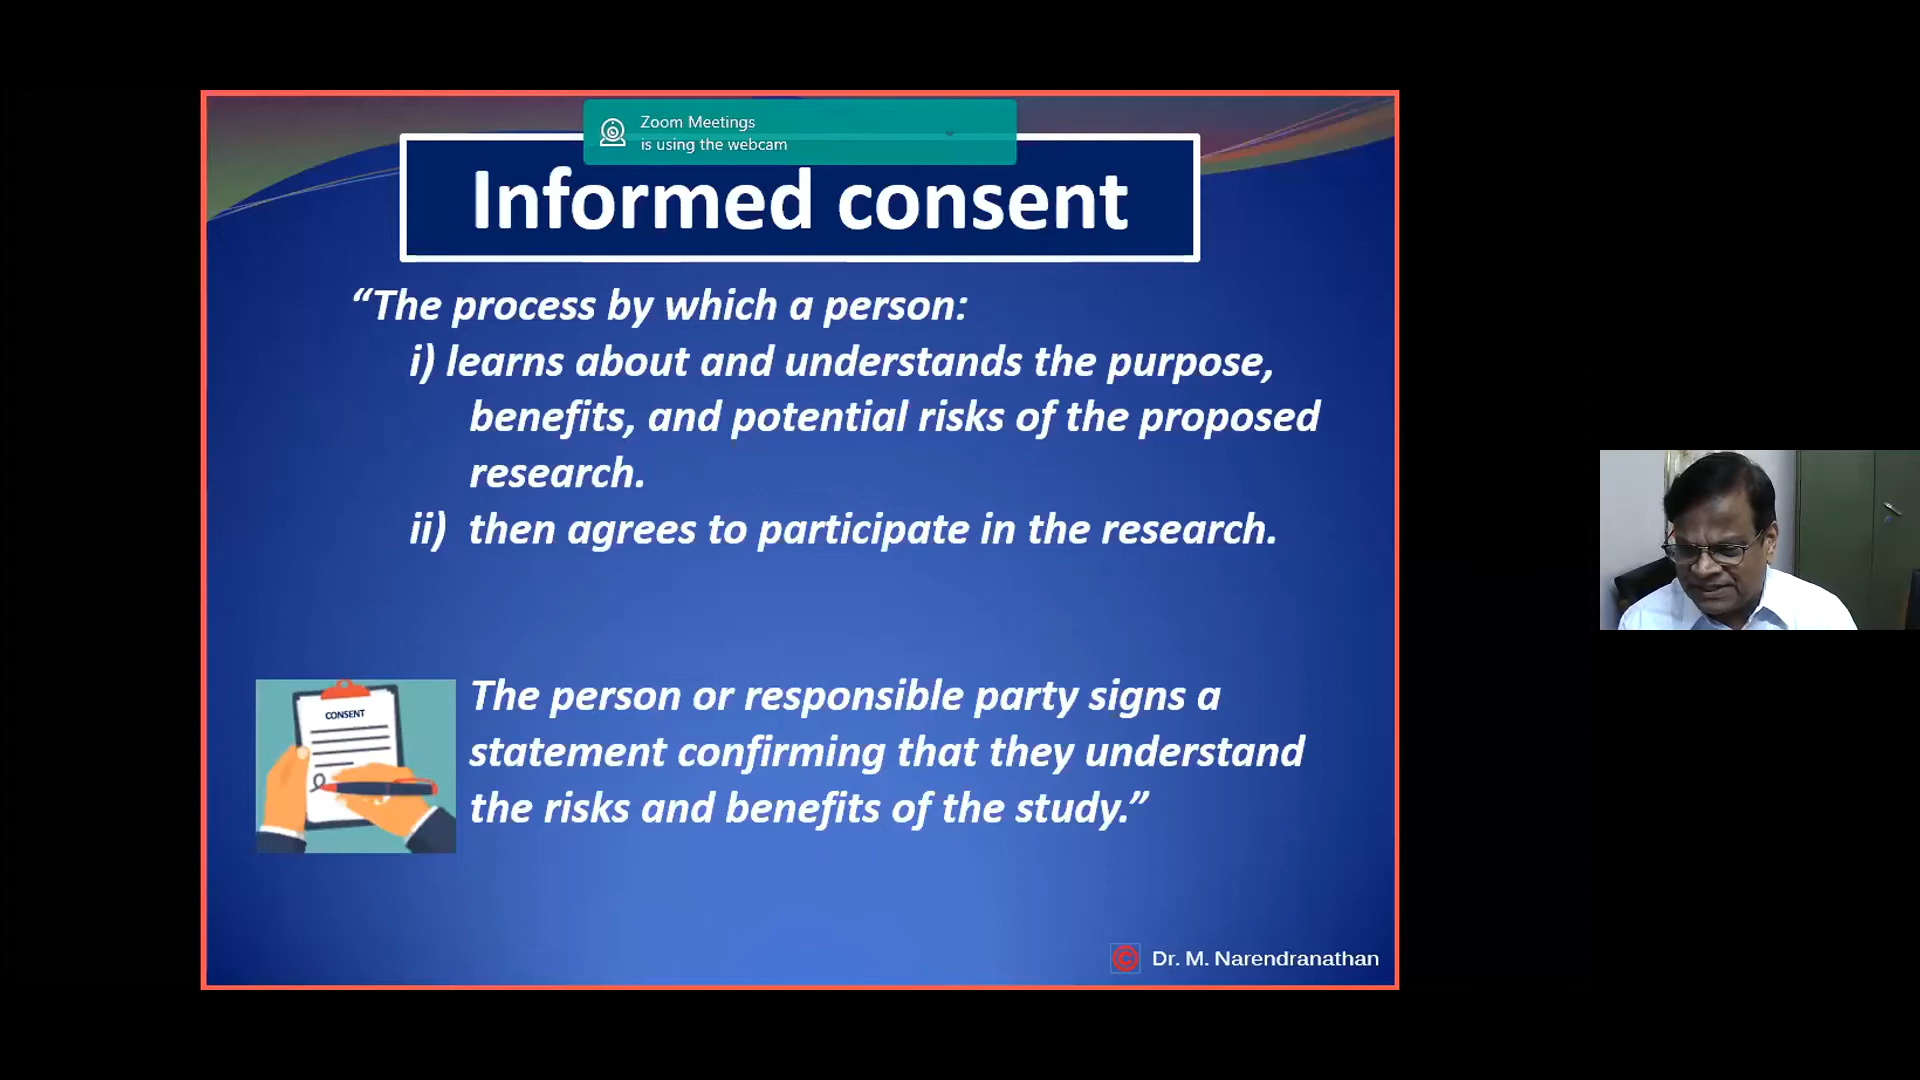 Zoom Meetings
is using the webcam
Informed consent
“The process by which a person:
i) learns about and understands the purpose,
benefits, and potential risks of the proposed
research.
ii) then agrees to participate in the research.
CONSENT
The person or responsible party signs a
statement confirming that they understand
the risks and benefits of the study.”
© Dr. M. Narendranathan